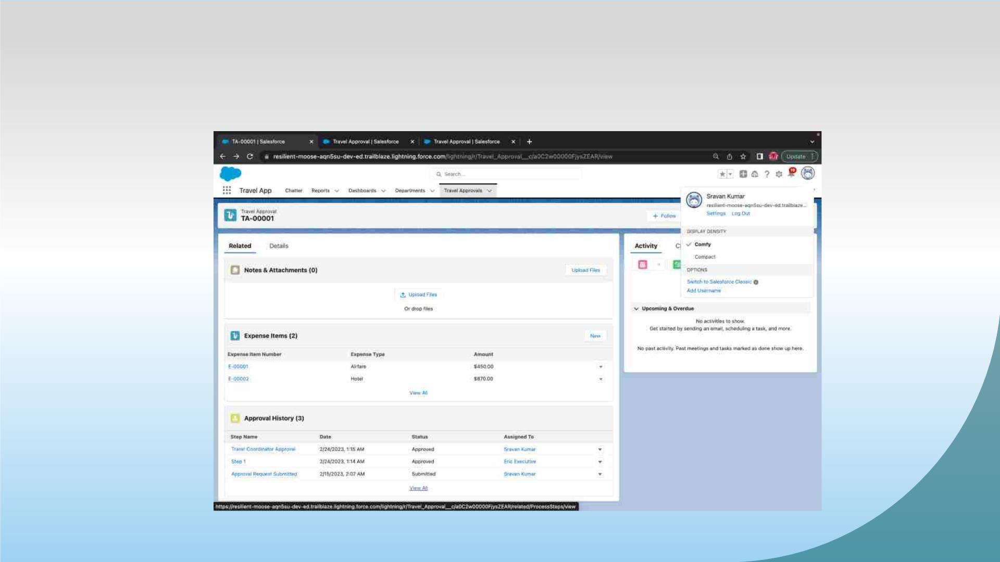 TA-00001 | Salesforce
Travel Approval | Salesforce
Travel Approval | Salesforce
resilient-moose-aqn5su-dev-ed.trailblaze.lightning.force.com/lightning/r/Travel_Approval__c/a0C2w00000FjysZEAR/view
Update
Search...
10
Travel App Chatter Reports Dashboards Departments Travel Approvals
Travel Approval
TA-00001
+ Follow
Sravan Kumar
resilient-moose-aqn5su-dev-ed.trailblaze...
Settings Log Out
DISPLAY DENSITY
Comfy
Compact
OPTIONS
Switch to Salesforce Classic
Add Username
Related Details
Notes & Attachments (0)
Upload Files
Upload Files
Or drop files
Expense Items (2)
New
Expense Item Number Expense Type Amount
E-00001 Airfare $450.00
E-00002 Hotel $870.00
View All
Approval History (3)
Step Name Date Status Assigned To
Travel Coordinator Approval 2/24/2023, 1:15 AM Approved Sravan Kumar
Step 1 2/24/2023, 1:14 AM Approved Eric Executive
Approval Request Submitted 2/15/2023, 2:07 AM Submitted Sravan Kumar
View All
Activity C
Upcoming & Overdue
No activities to show.
Get started by sending an email, scheduling a task, and more.
No past activity. Past meetings and tasks marked as done show up here.
https://resilient-moose-aqn5su-dev-ed.trailblaze.lightning.force.com/lightning/r/Travel_Approval__c/a0C2w00000FjysZEAR/related/ProcessSteps/view